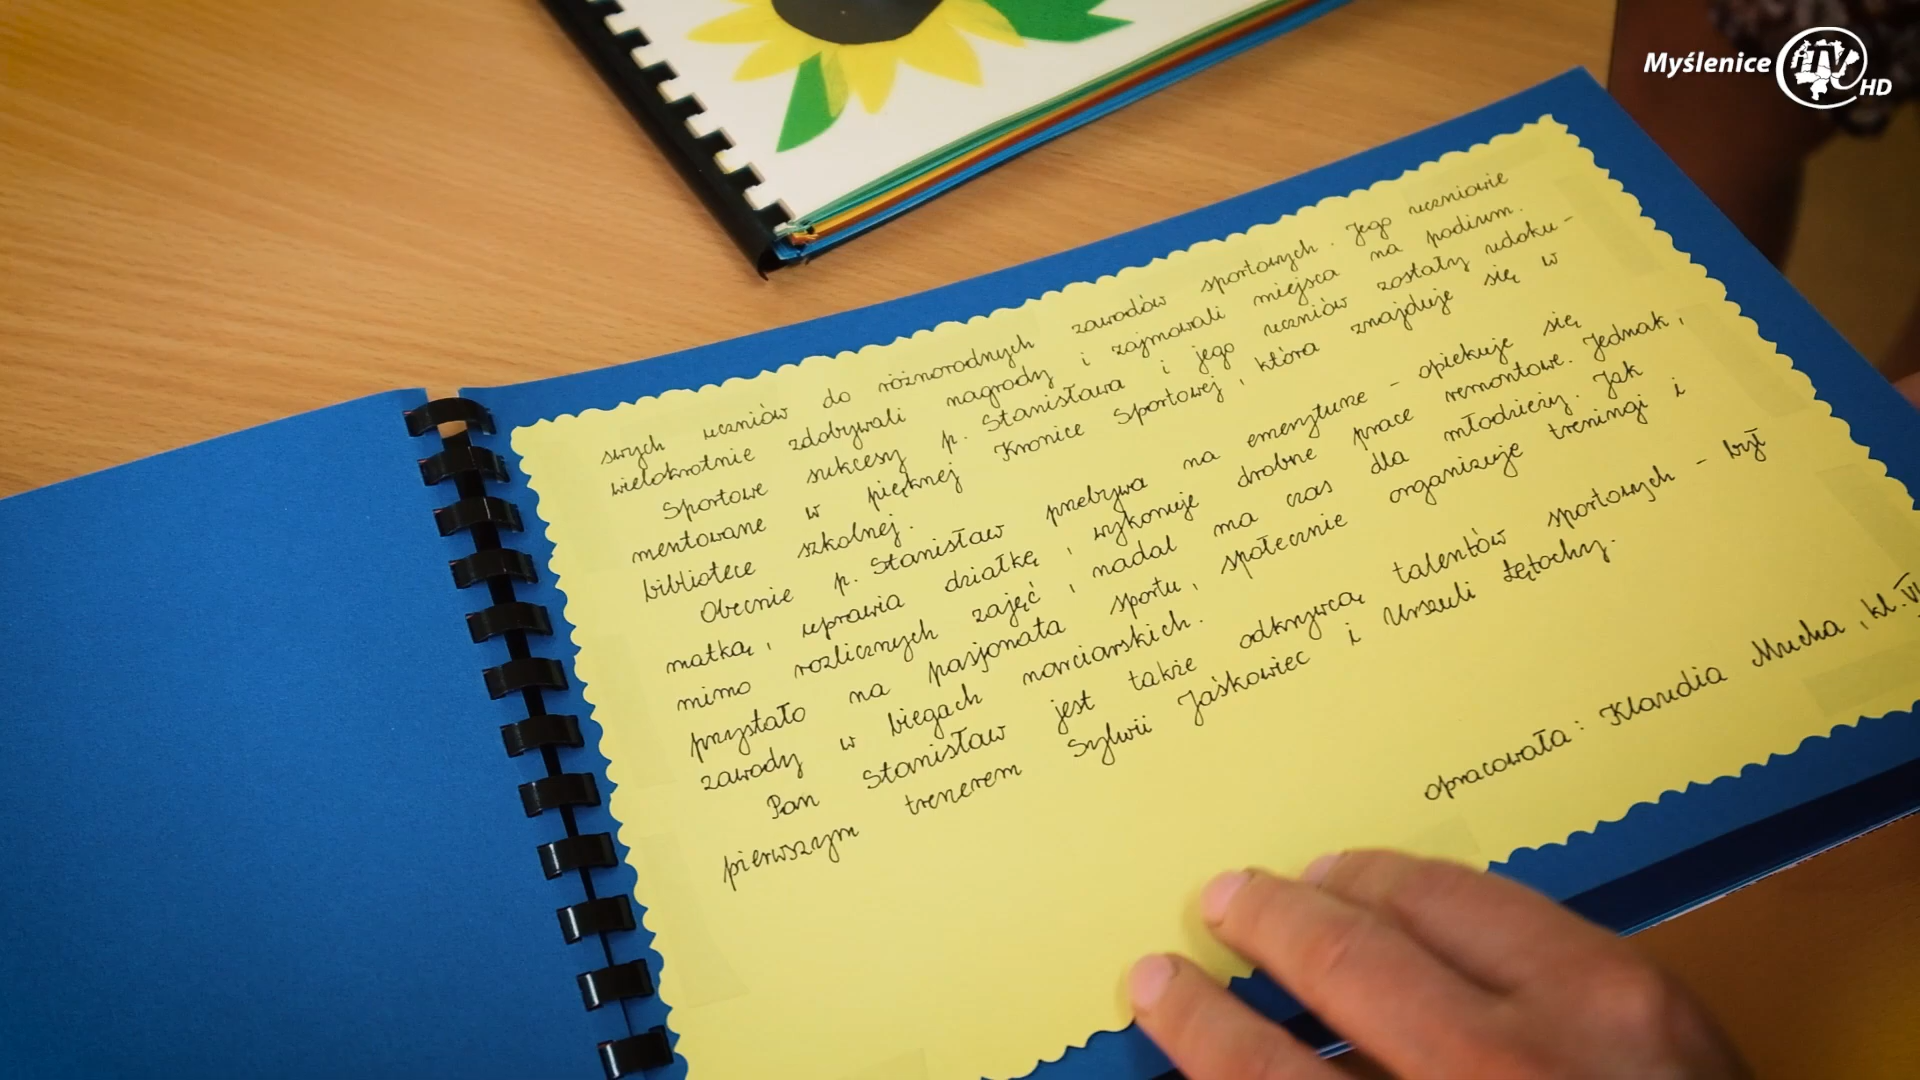 Myślenice iTV HD
swych uczniów do różnorodnych zawodów sportowych. Jego uczniowie
wielokrotnie zdobywali nagrody i zajmowali miejsca na podium.
Sportowe sukcesy p. Stanisława i jego uczniów zostały udoku-
mentowane w pięknej Kronice Sportowej, która znajduje się w
bibliotece szkolnej.
Obecnie p. Stanisław przebywa na emeryturze - opiekuje się
matką, uprawia działkę, wykonuje drobne prace remontowe. Jednak,
mimo rozlicznych zajęć, nadal ma czas dla młodzieży. Jak
przystało na pasjonata sportu, społecznie organizuje treningi i
zawody w biegach narciarskich.
Pan Stanisław jest także odkrywcą talentów sportowych - był
pierwszym trenerem Sylwii Jaśkowiec i Urszuli Łętochy.
opracowała: Klaudia Mucha, kl. VI